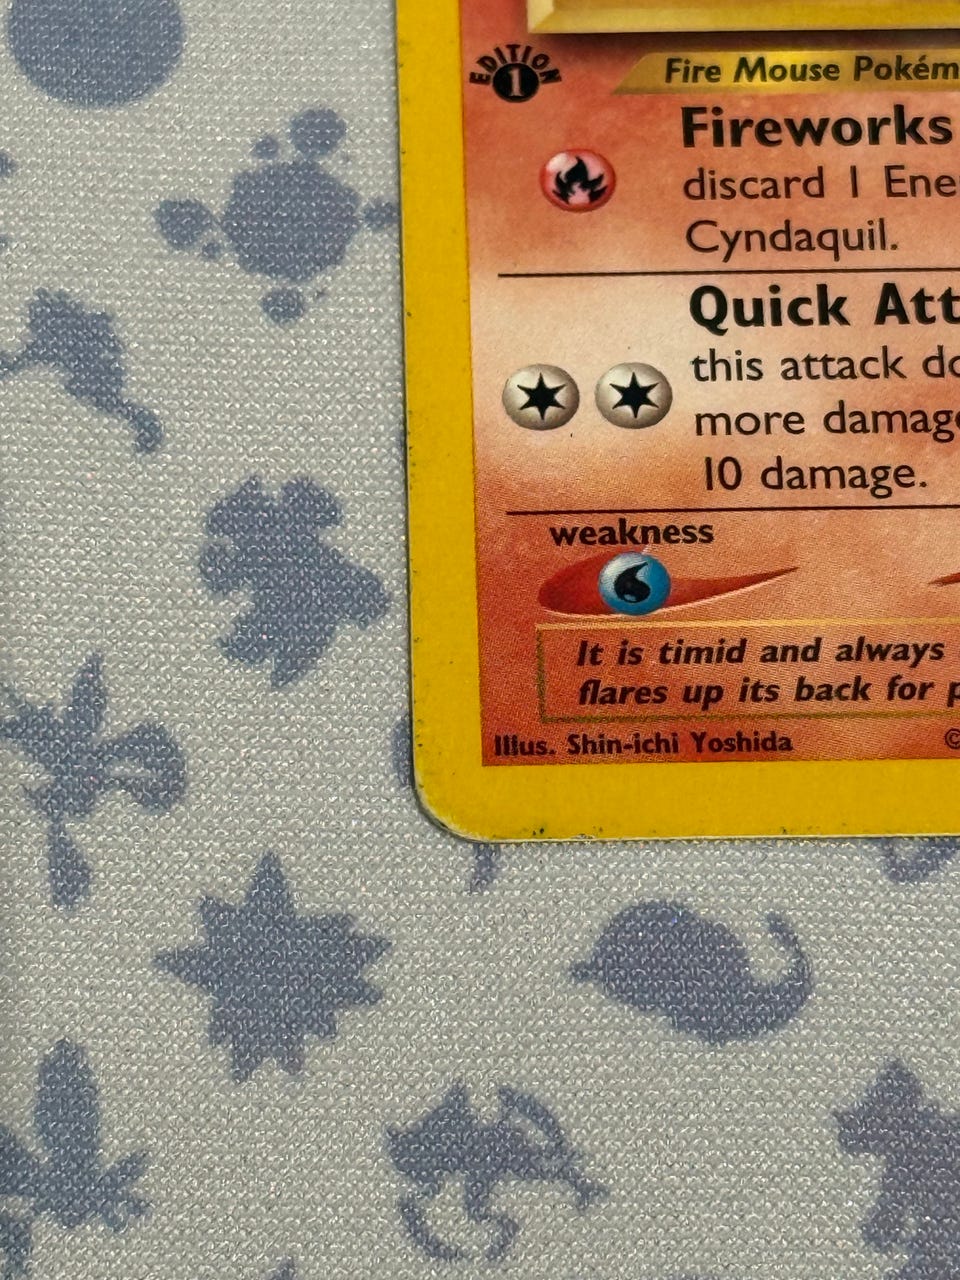 EDITION
1
Fire Mouse Pokém
Fireworks
discard 1 Ene
Cyndaquil.
Quick Att
this attack do
more damage
10 damage.
weakness
It is timid and always
flares up its back for p
Illus. Shin-ichi Yoshida
©